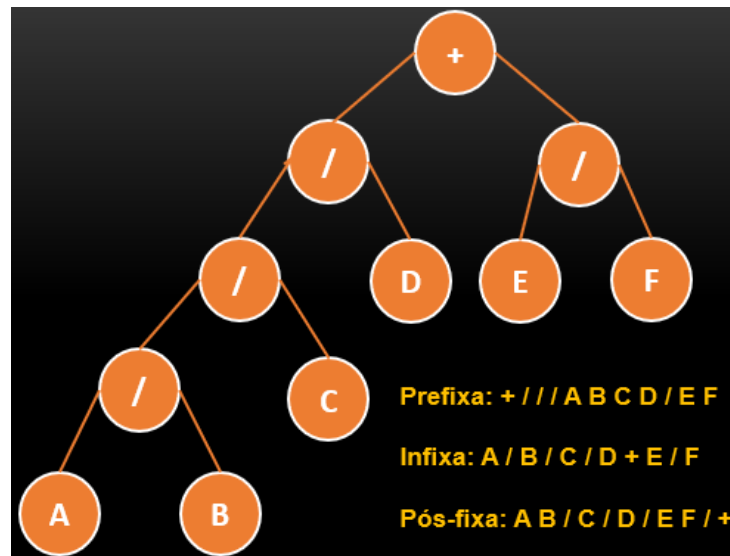 +
/
/
/
D
E
F
/
C
A
B
Prefixa: + / / / A B C D / E F
Infixa: A / B / C / D + E / F
Pós-fixa: A B / C / D / E F / +